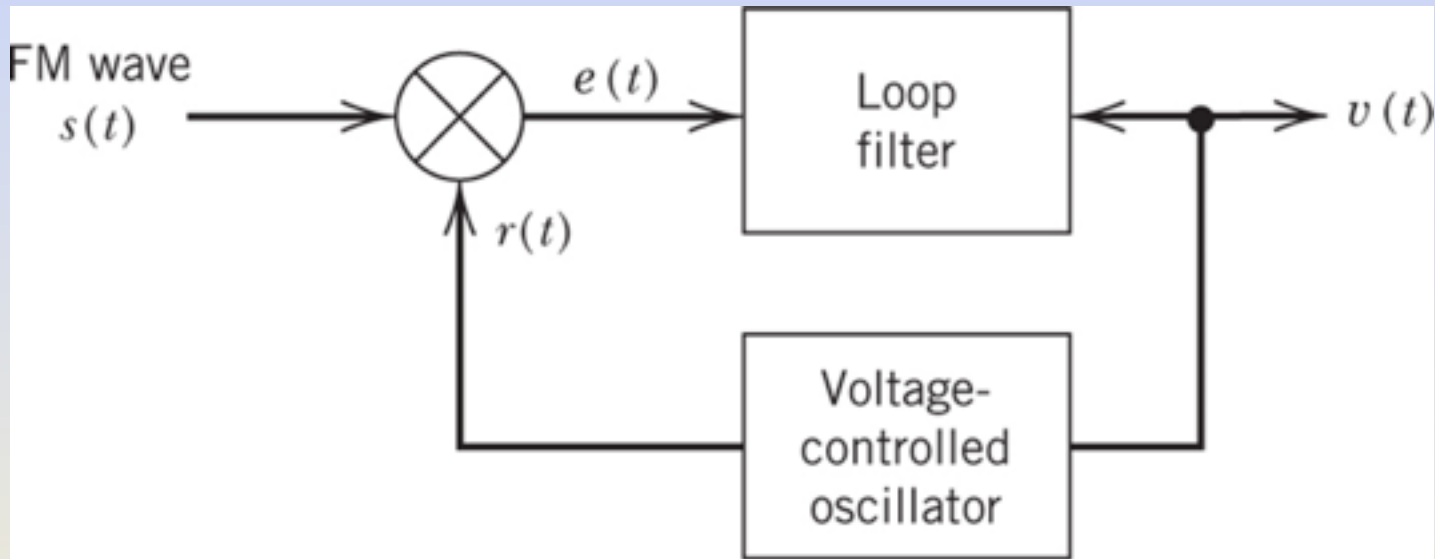 FM wave
s(t)
e(t)
Loop
filter
v(t)
r(t)
Voltage-
controlled
oscillator